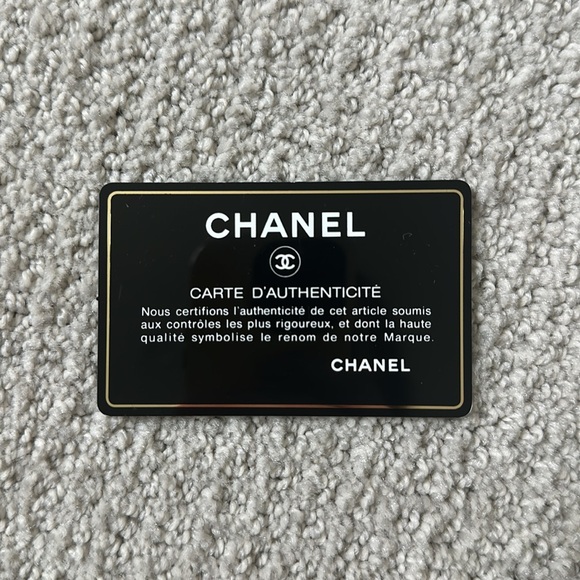 CHANEL
CARTE D'AUTHENTICITÉ
Nous certifions l'authenticité de cet article soumis
aux contrôles les plus rigoureux, et dont la haute
qualité symbolise le renom de notre Marque.
CHANEL